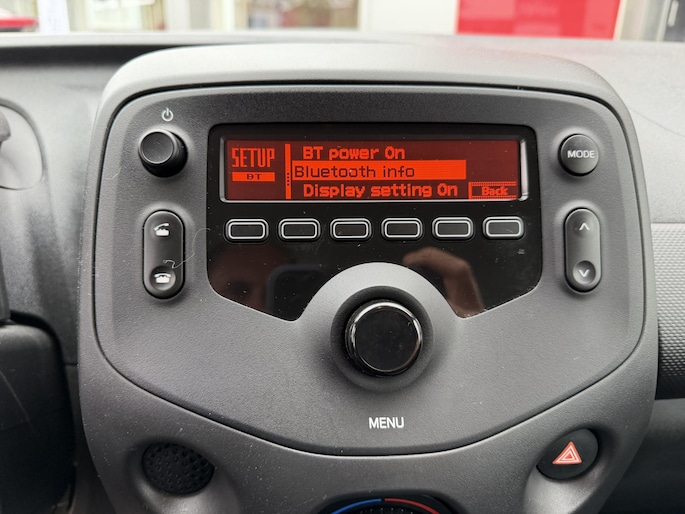 SETUP
BT
BT power On
Bluetooth info
Display setting On
Back
MODE
MENU